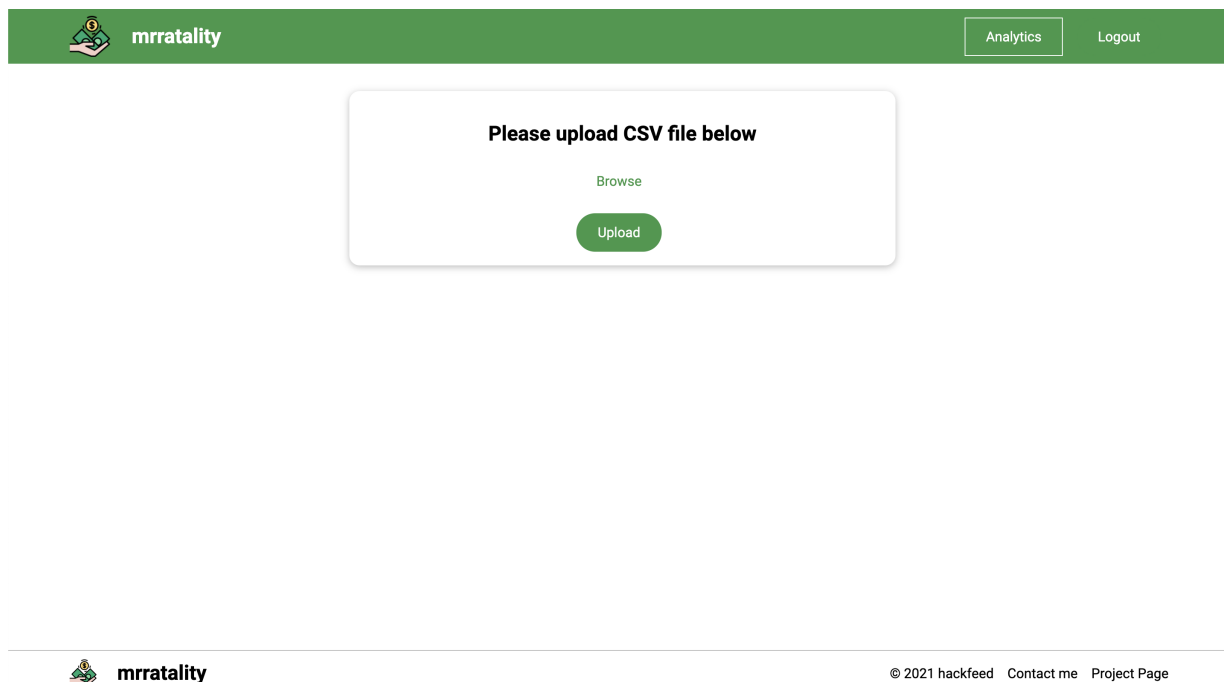 mrratality
Analytics
Logout
Please upload CSV file below
Browse
Upload
mrratality
© 2021 hackfeed
Contact me
Project Page